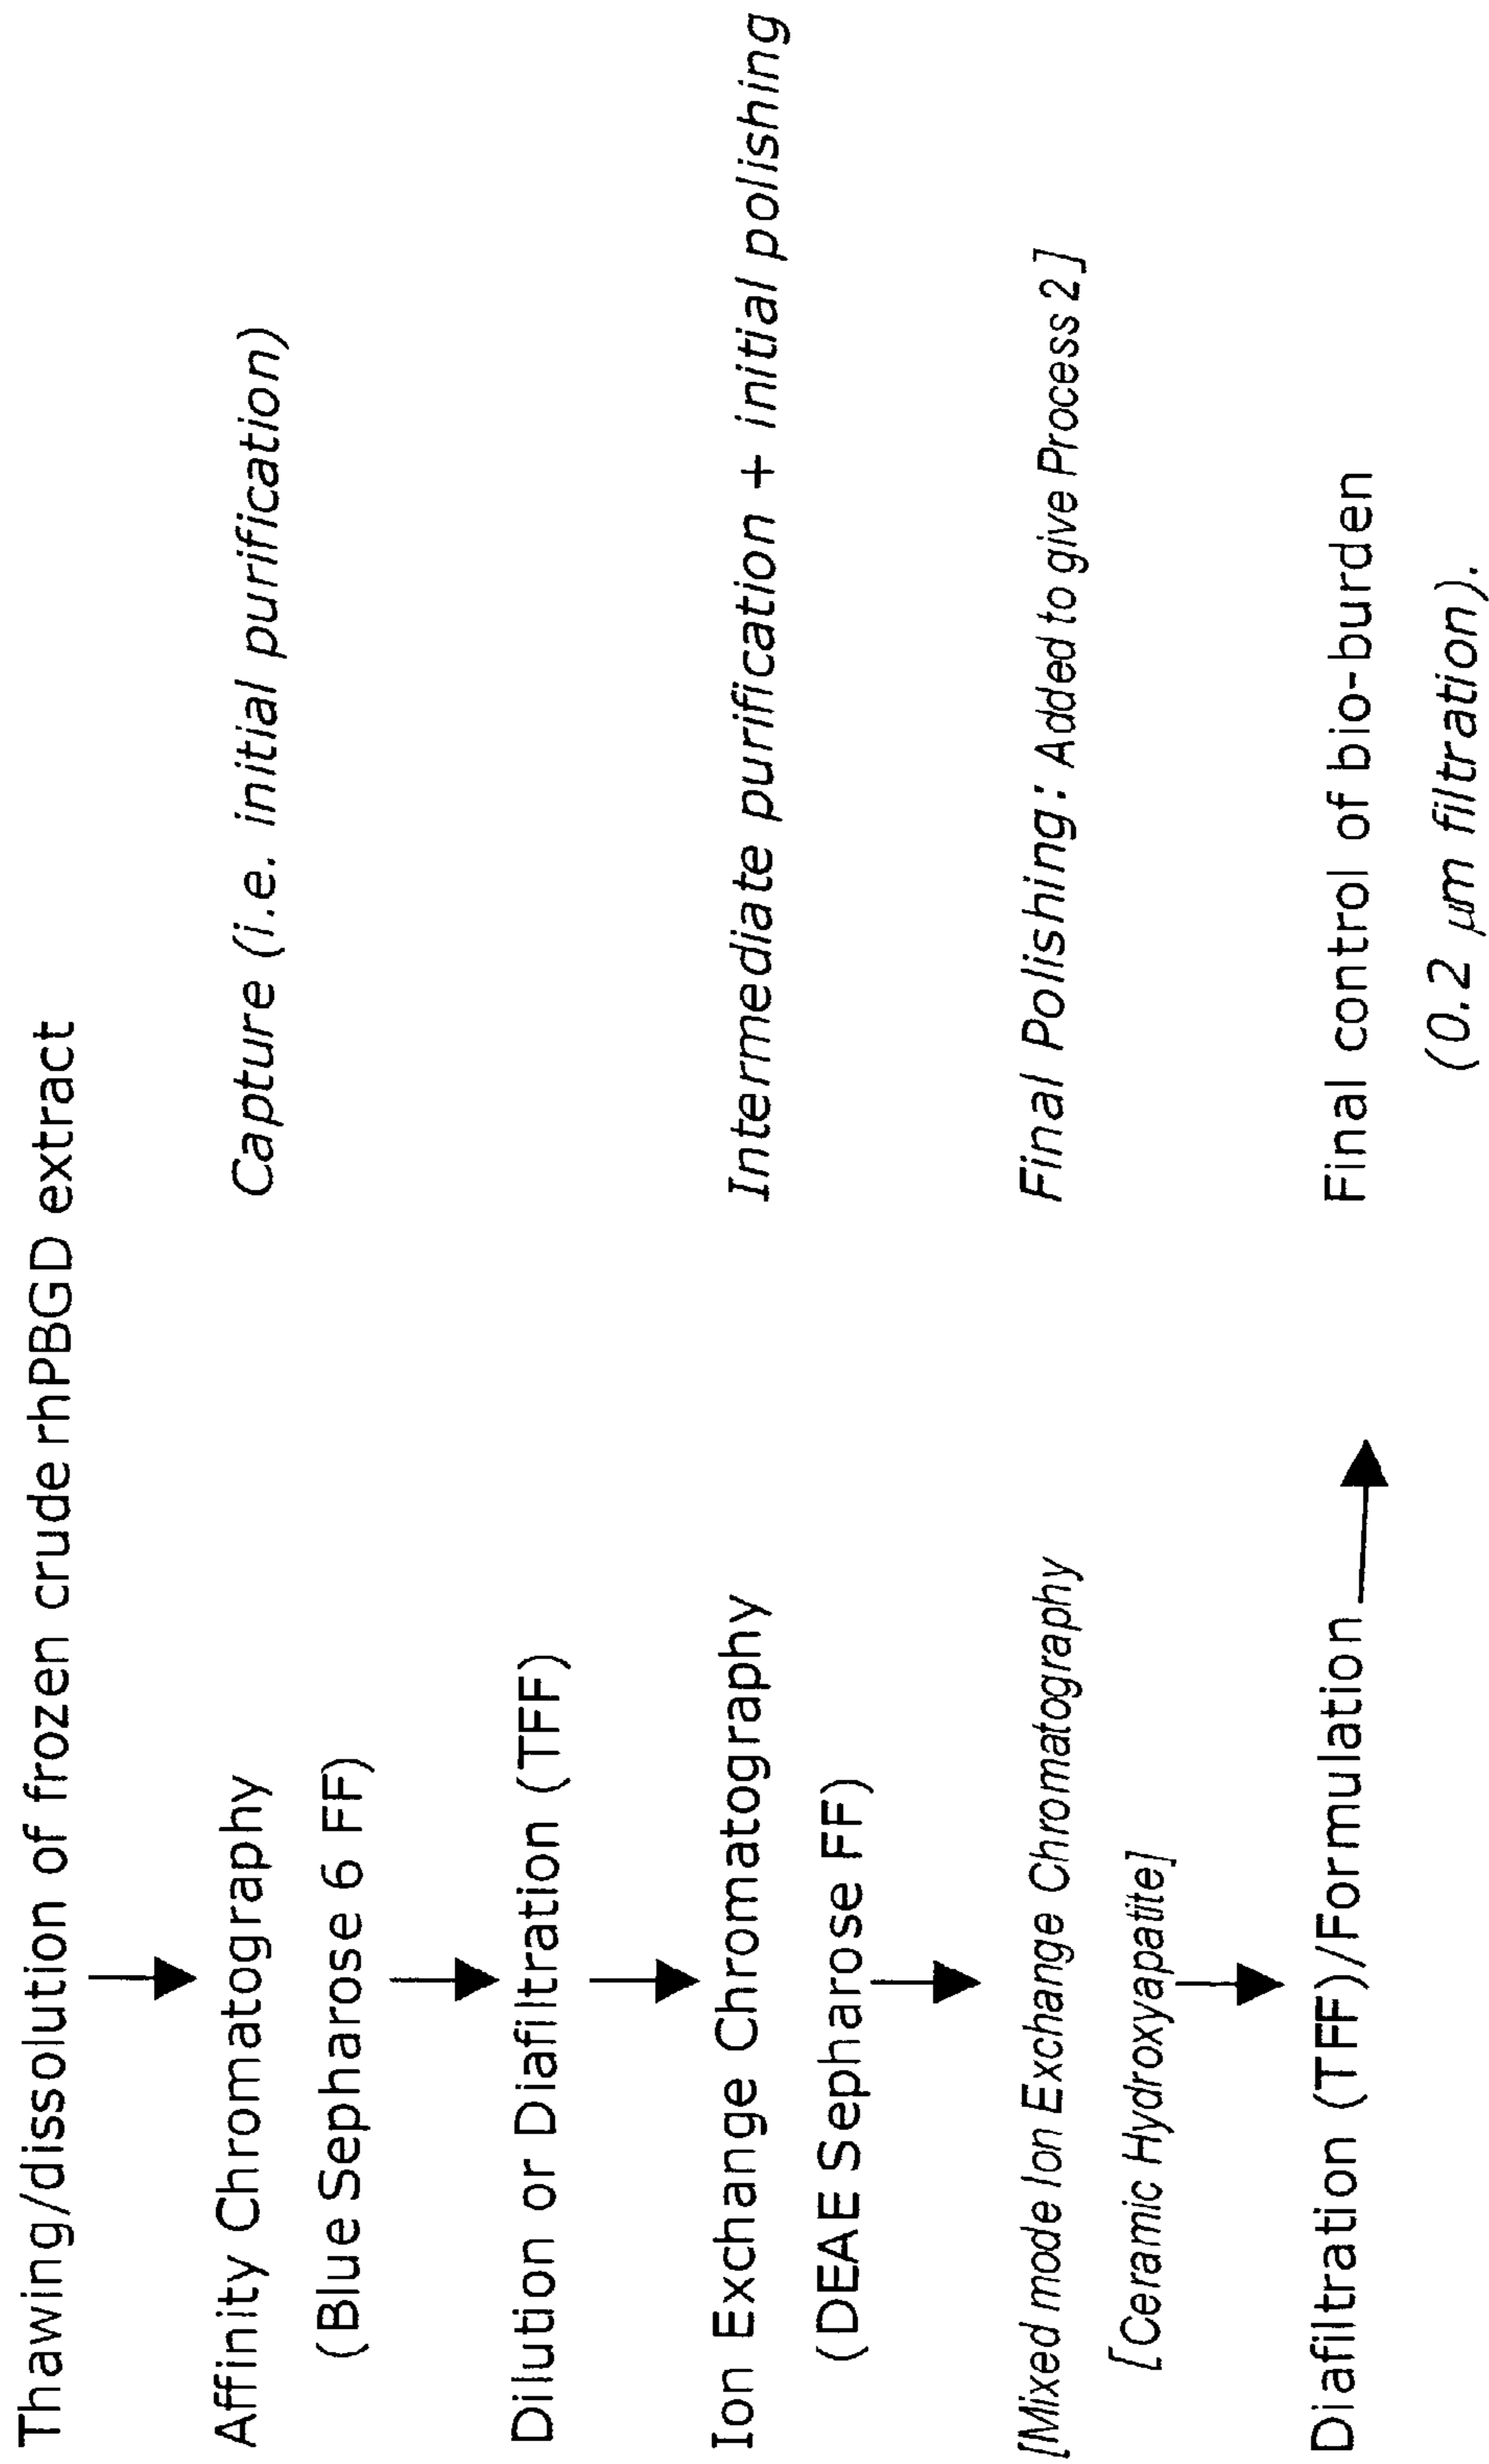 Thawing/dissolution of frozen crude rhPBGD extract
Affinity Chromatography
Capture (i.e. initial purification)
(Blue Sepharose 6 FF)
Dilution or Diafiltration (TFF)
Ion Exchange Chromatography
Intermediate purification + initial polishing
(DEAE Sepharose FF)
[Mixed mode Ion Exchange Chromatography
Final Polishing: Added to give Process 2]
[Ceramic Hydroxyapatite]
Diafiltration (TFF)/Formulation
Final control of bio-burden
(0.2 μm filtration).